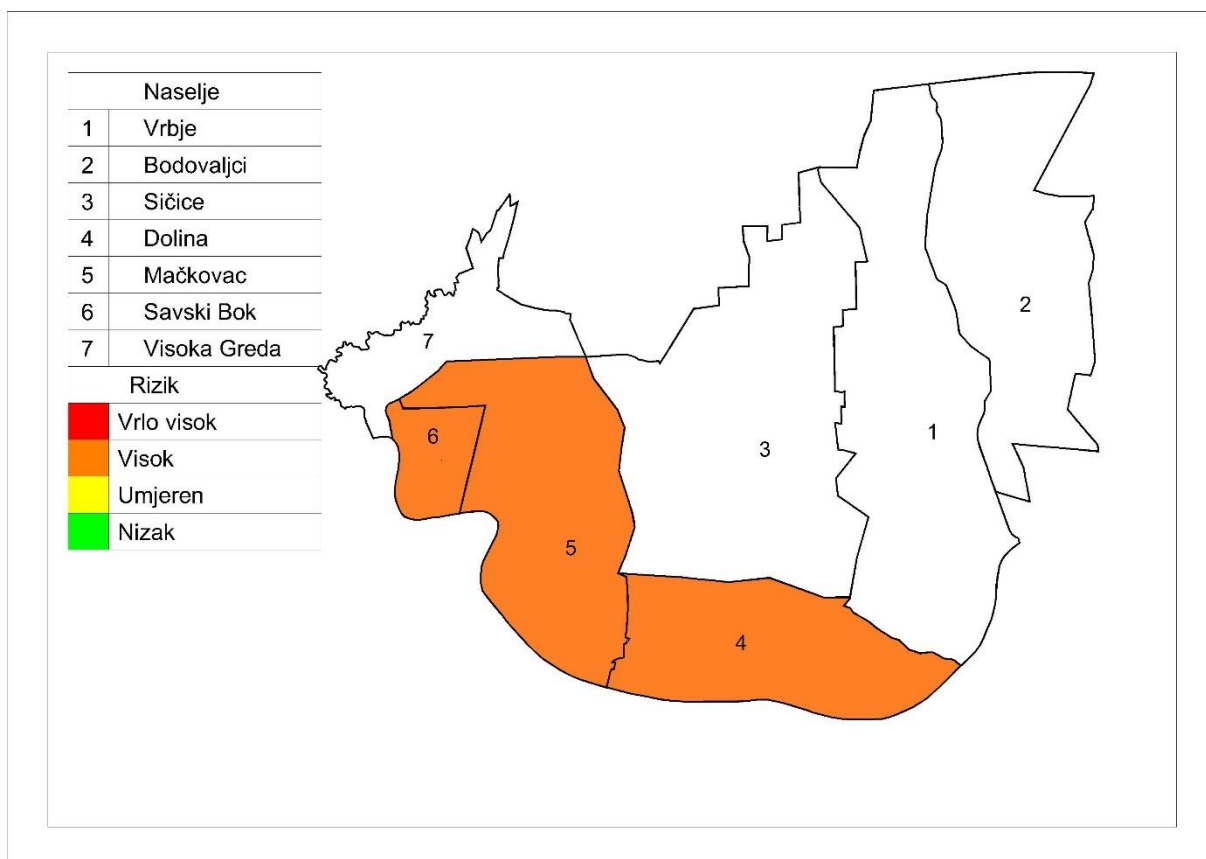 Naselje
1 Vrbje
2 Bodovaljci
3 Sičice
4 Dolina
5 Mačkovac
6 Savski Bok
7 Visoka Greda
Rizik
Vrlo visok
Visok
Umjeren
Nizak
2
7
1
6
3
5
4